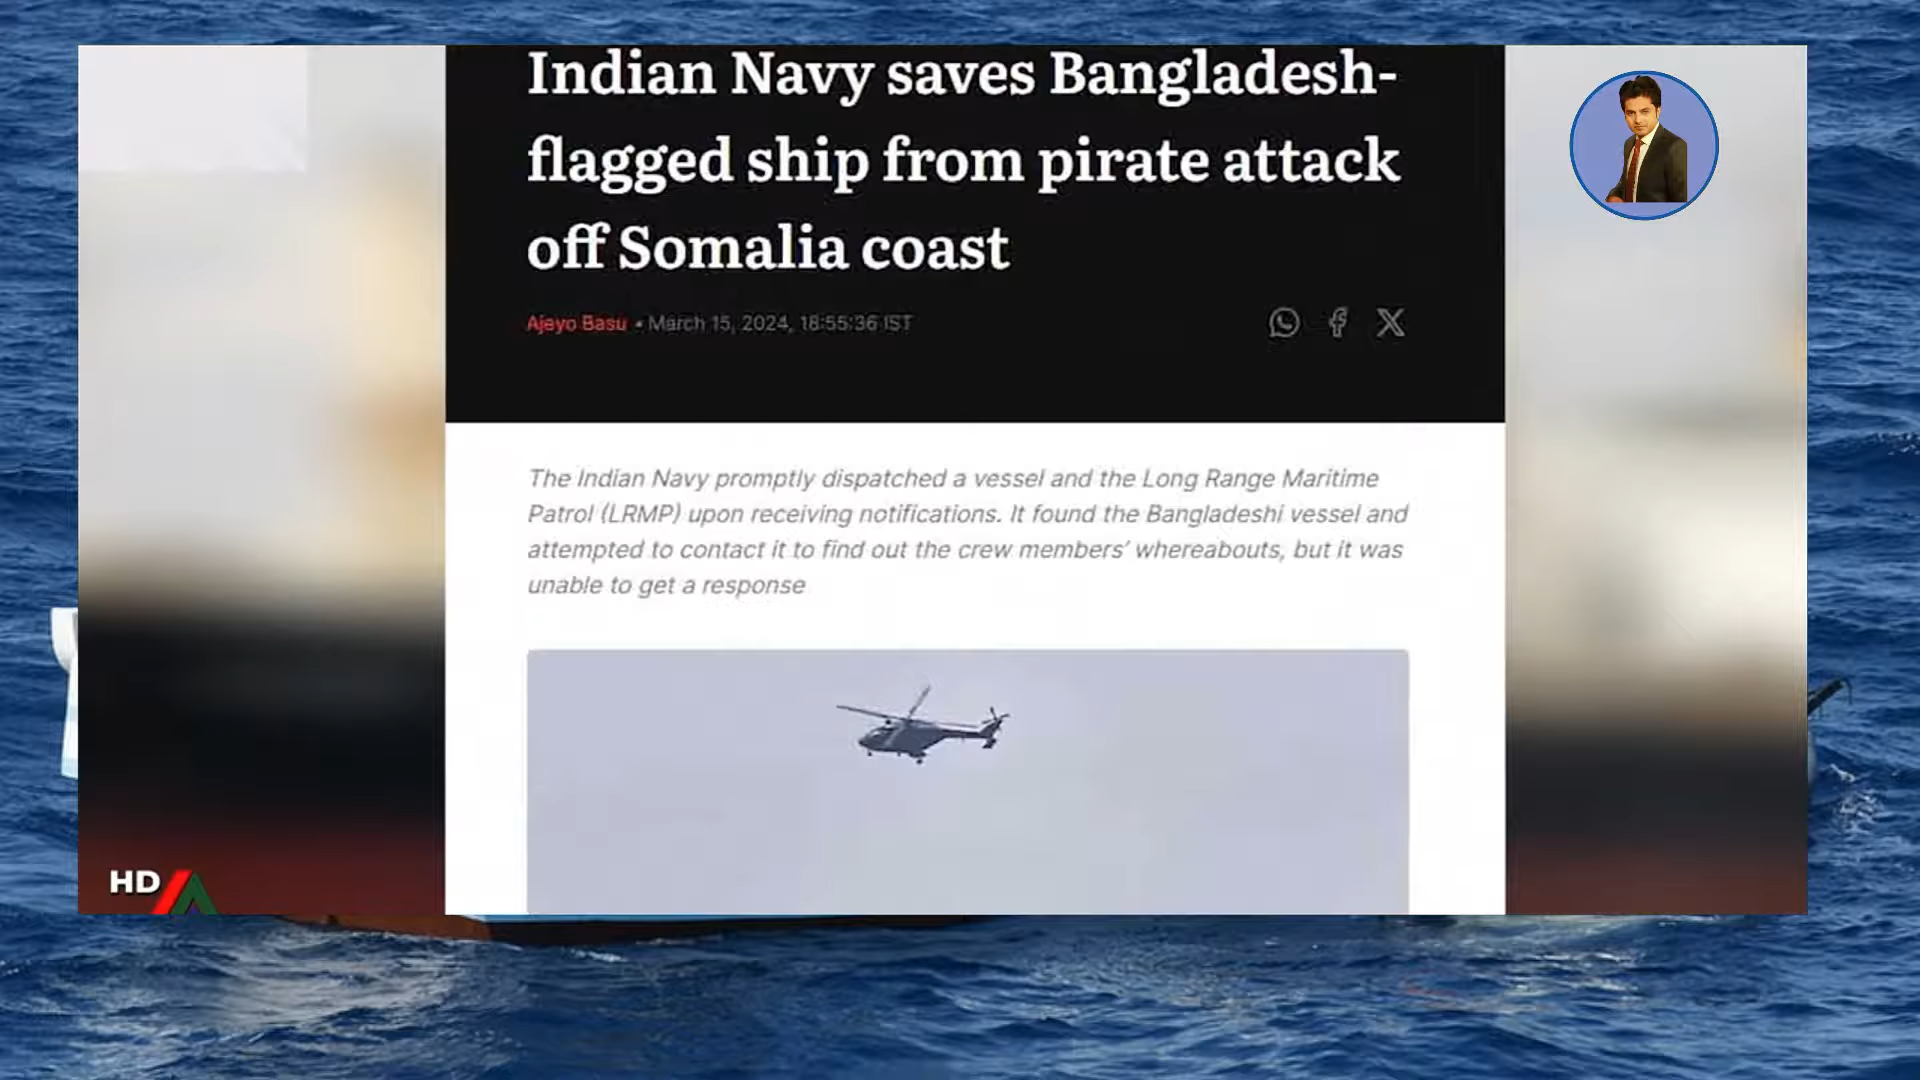 Indian Navy saves Bangladesh-
flagged ship from pirate attack
off Somalia coast
Ajeyo Basu • March 15, 2024, 18:55:36 IST
The Indian Navy promptly dispatched a vessel and the Long Range Maritime
Patrol (LRMP) upon receiving notifications. It found the Bangladeshi vessel and
attempted to contact it to find out the crew members’ whereabouts, but it was
unable to get a response
HD